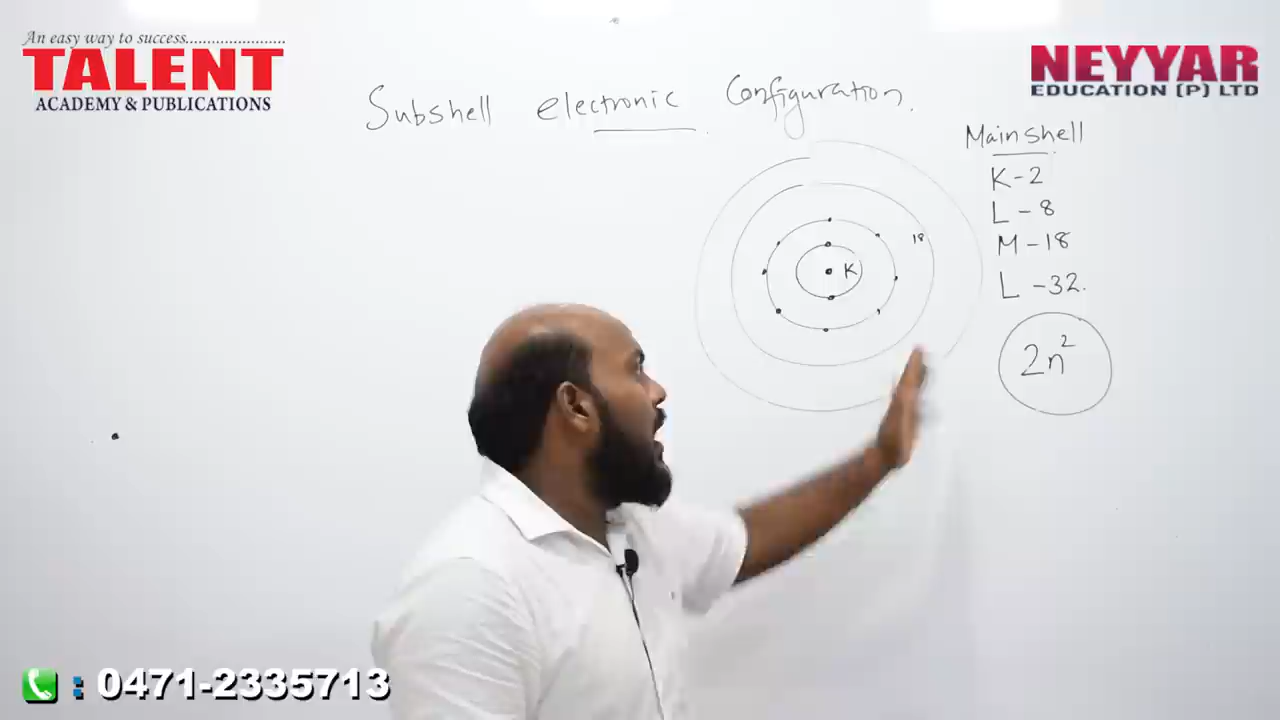 An easy way to success........................
TALENT
ACADEMY & PUBLICATIONS
NEYYAR
EDUCATION (P) LTD
Subshell electronic Configuration.
Mainshell
K-2
L-8
M-18
L-32.
2n²
K
18
: 0471-2335713